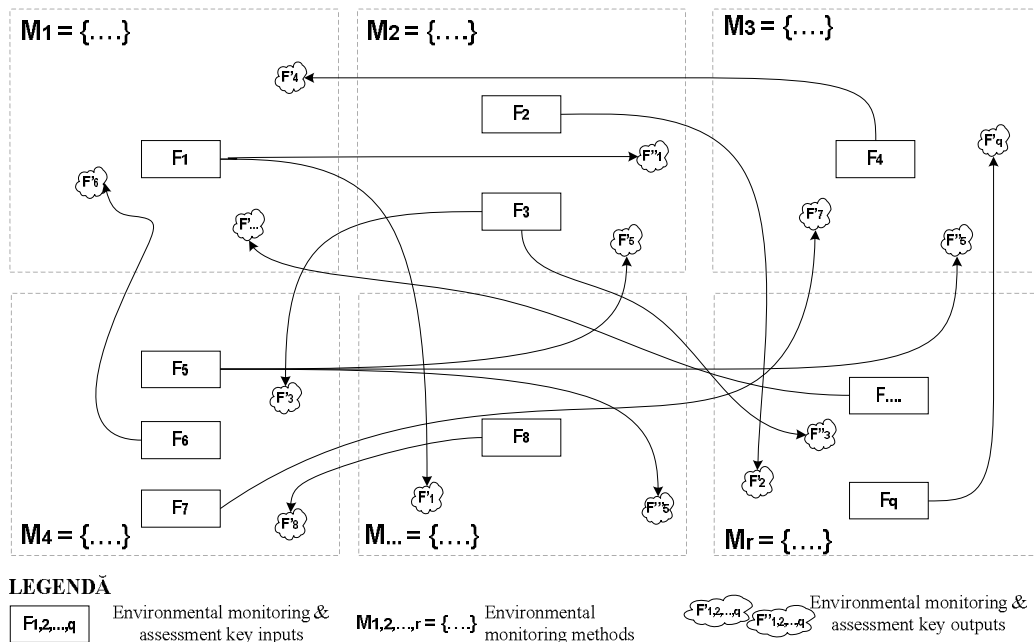 M1 = {....}
M2 = {....}
M3 = {....}
F'4
F2
F'q
F1
F''1
F4
F'6
F3
F'7
F'...
F'5
F''5
F5
F'3
F....
F6
F8
F''3
F'2
F7
F'1
F'''5
Fq
F'8
M4 = {....}
M... = {....}
Mr = {....}
LEGENDĂ
F1,2,...,q
Environmental monitoring &
assessment key inputs
M1,2,...,r = {....}
Environmental
monitoring methods
F'1,2,...,q
F''1,2,...,q
Environmental monitoring &
assessment key outputs